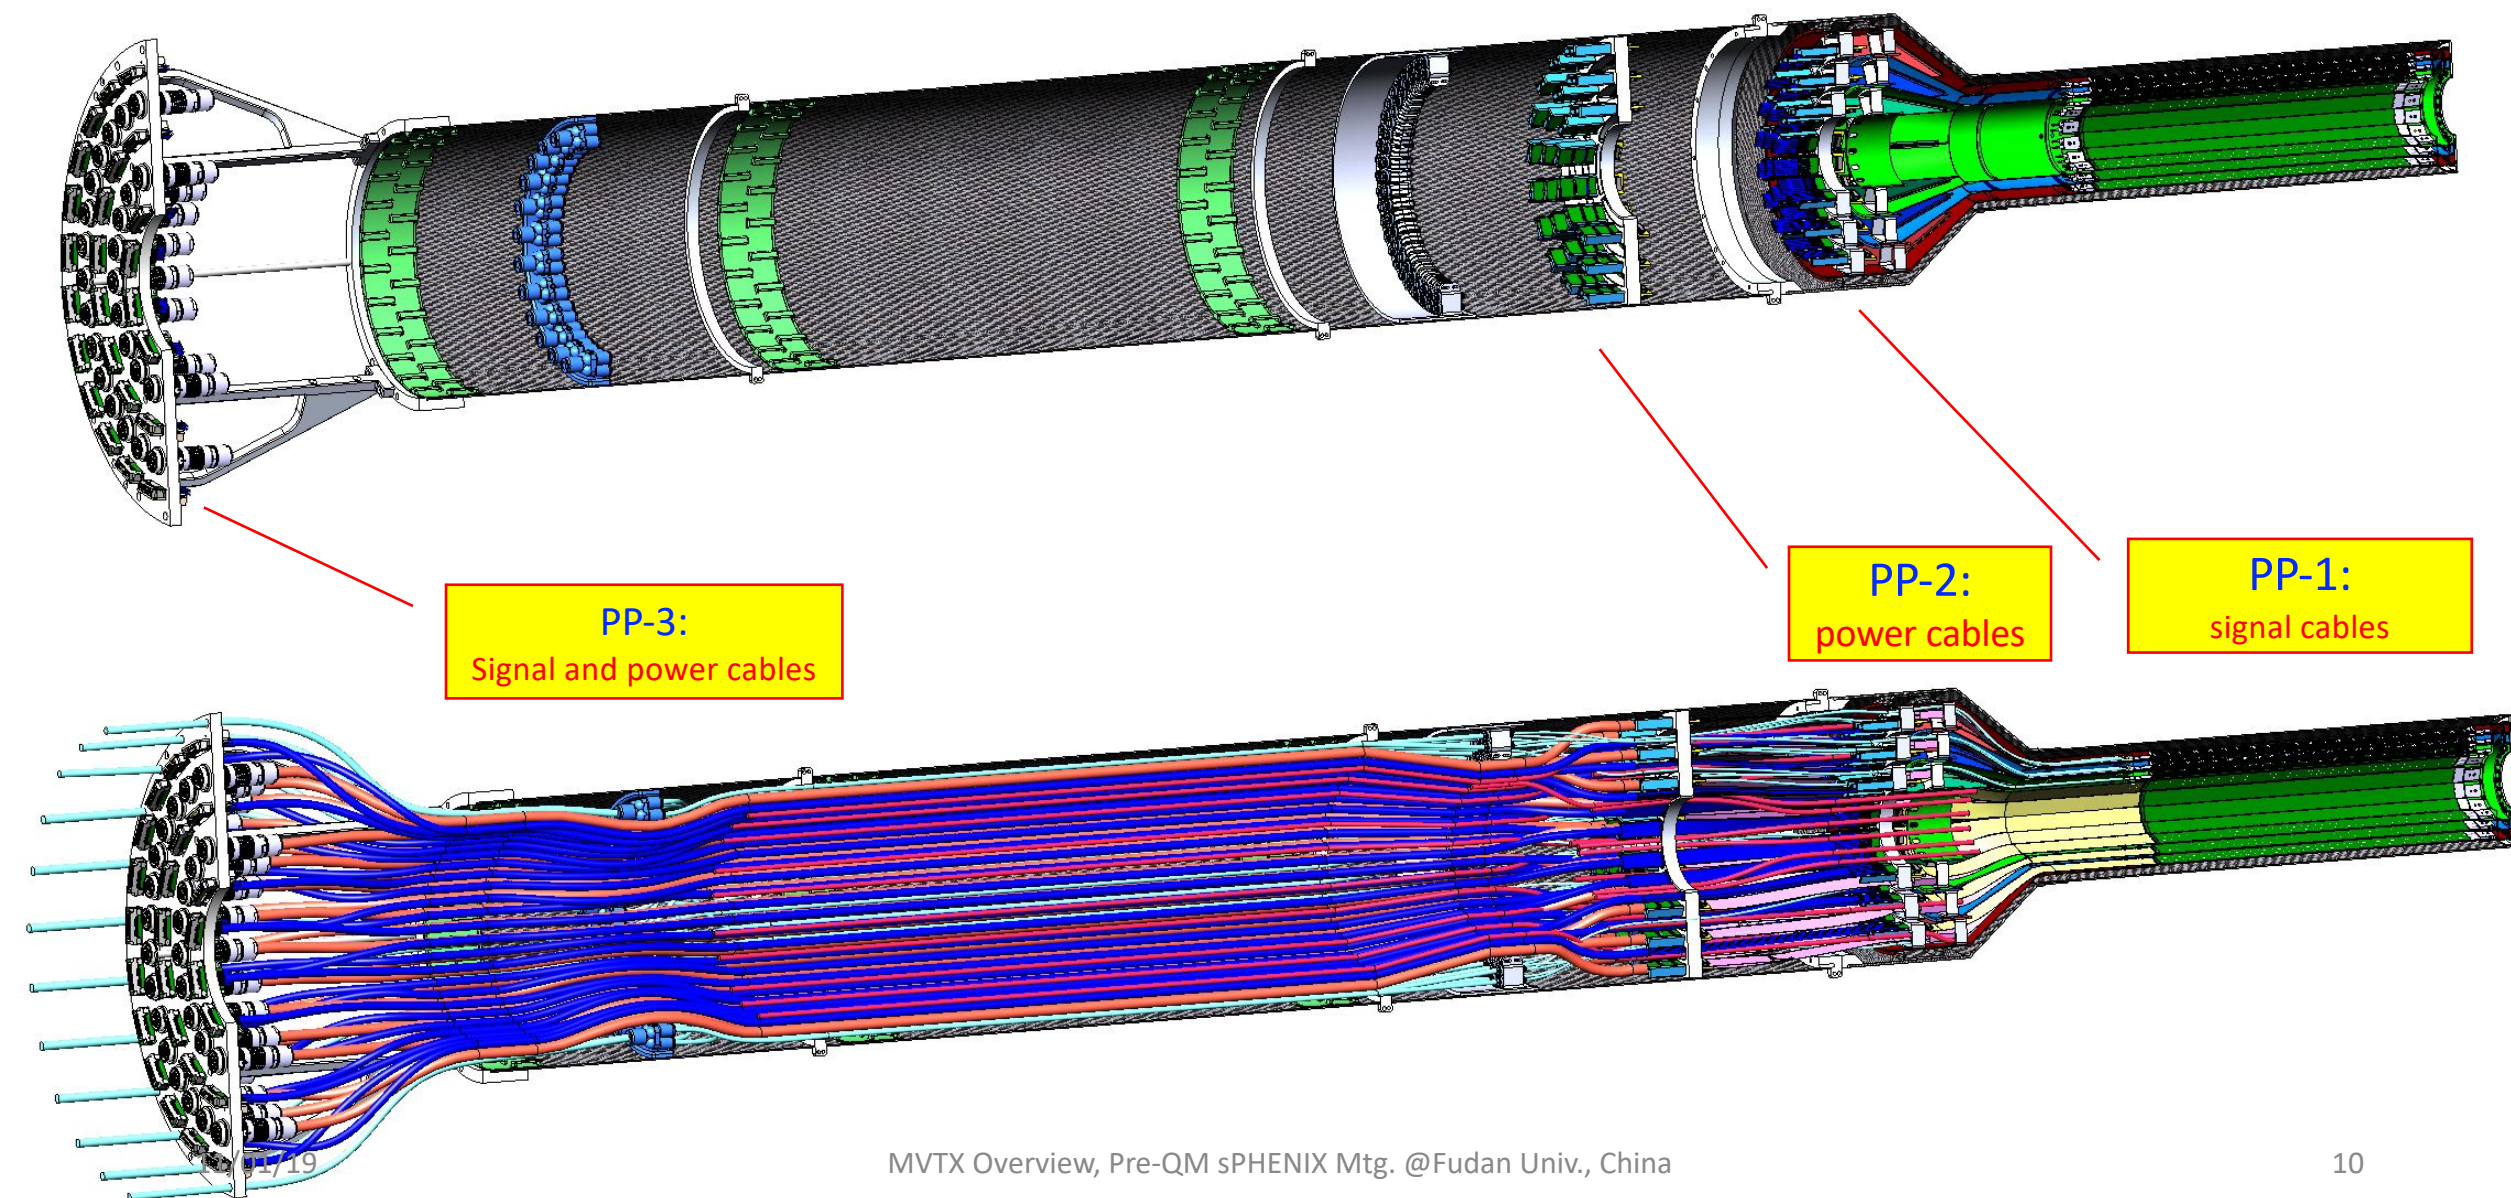 PP-3:
Signal and power cables
PP-2:
power cables
PP-1:
signal cables
MVTX Overview, Pre-QM sPHENIX Mtg. @Fudan Univ., China
10